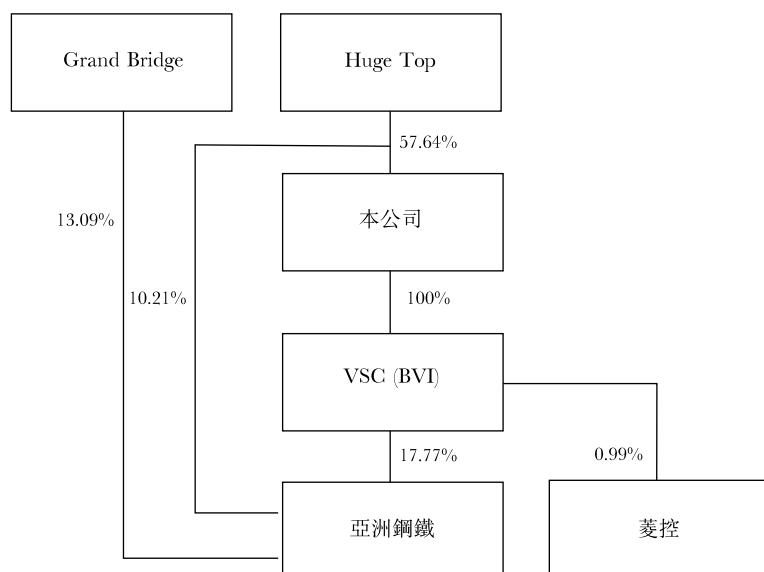 Grand Bridge
Huge Top
57.64%
本公司
13.09%
10.21%
100%
VSC (BVI)
17.77%
0.99%
亞洲鋼鐵
菱控